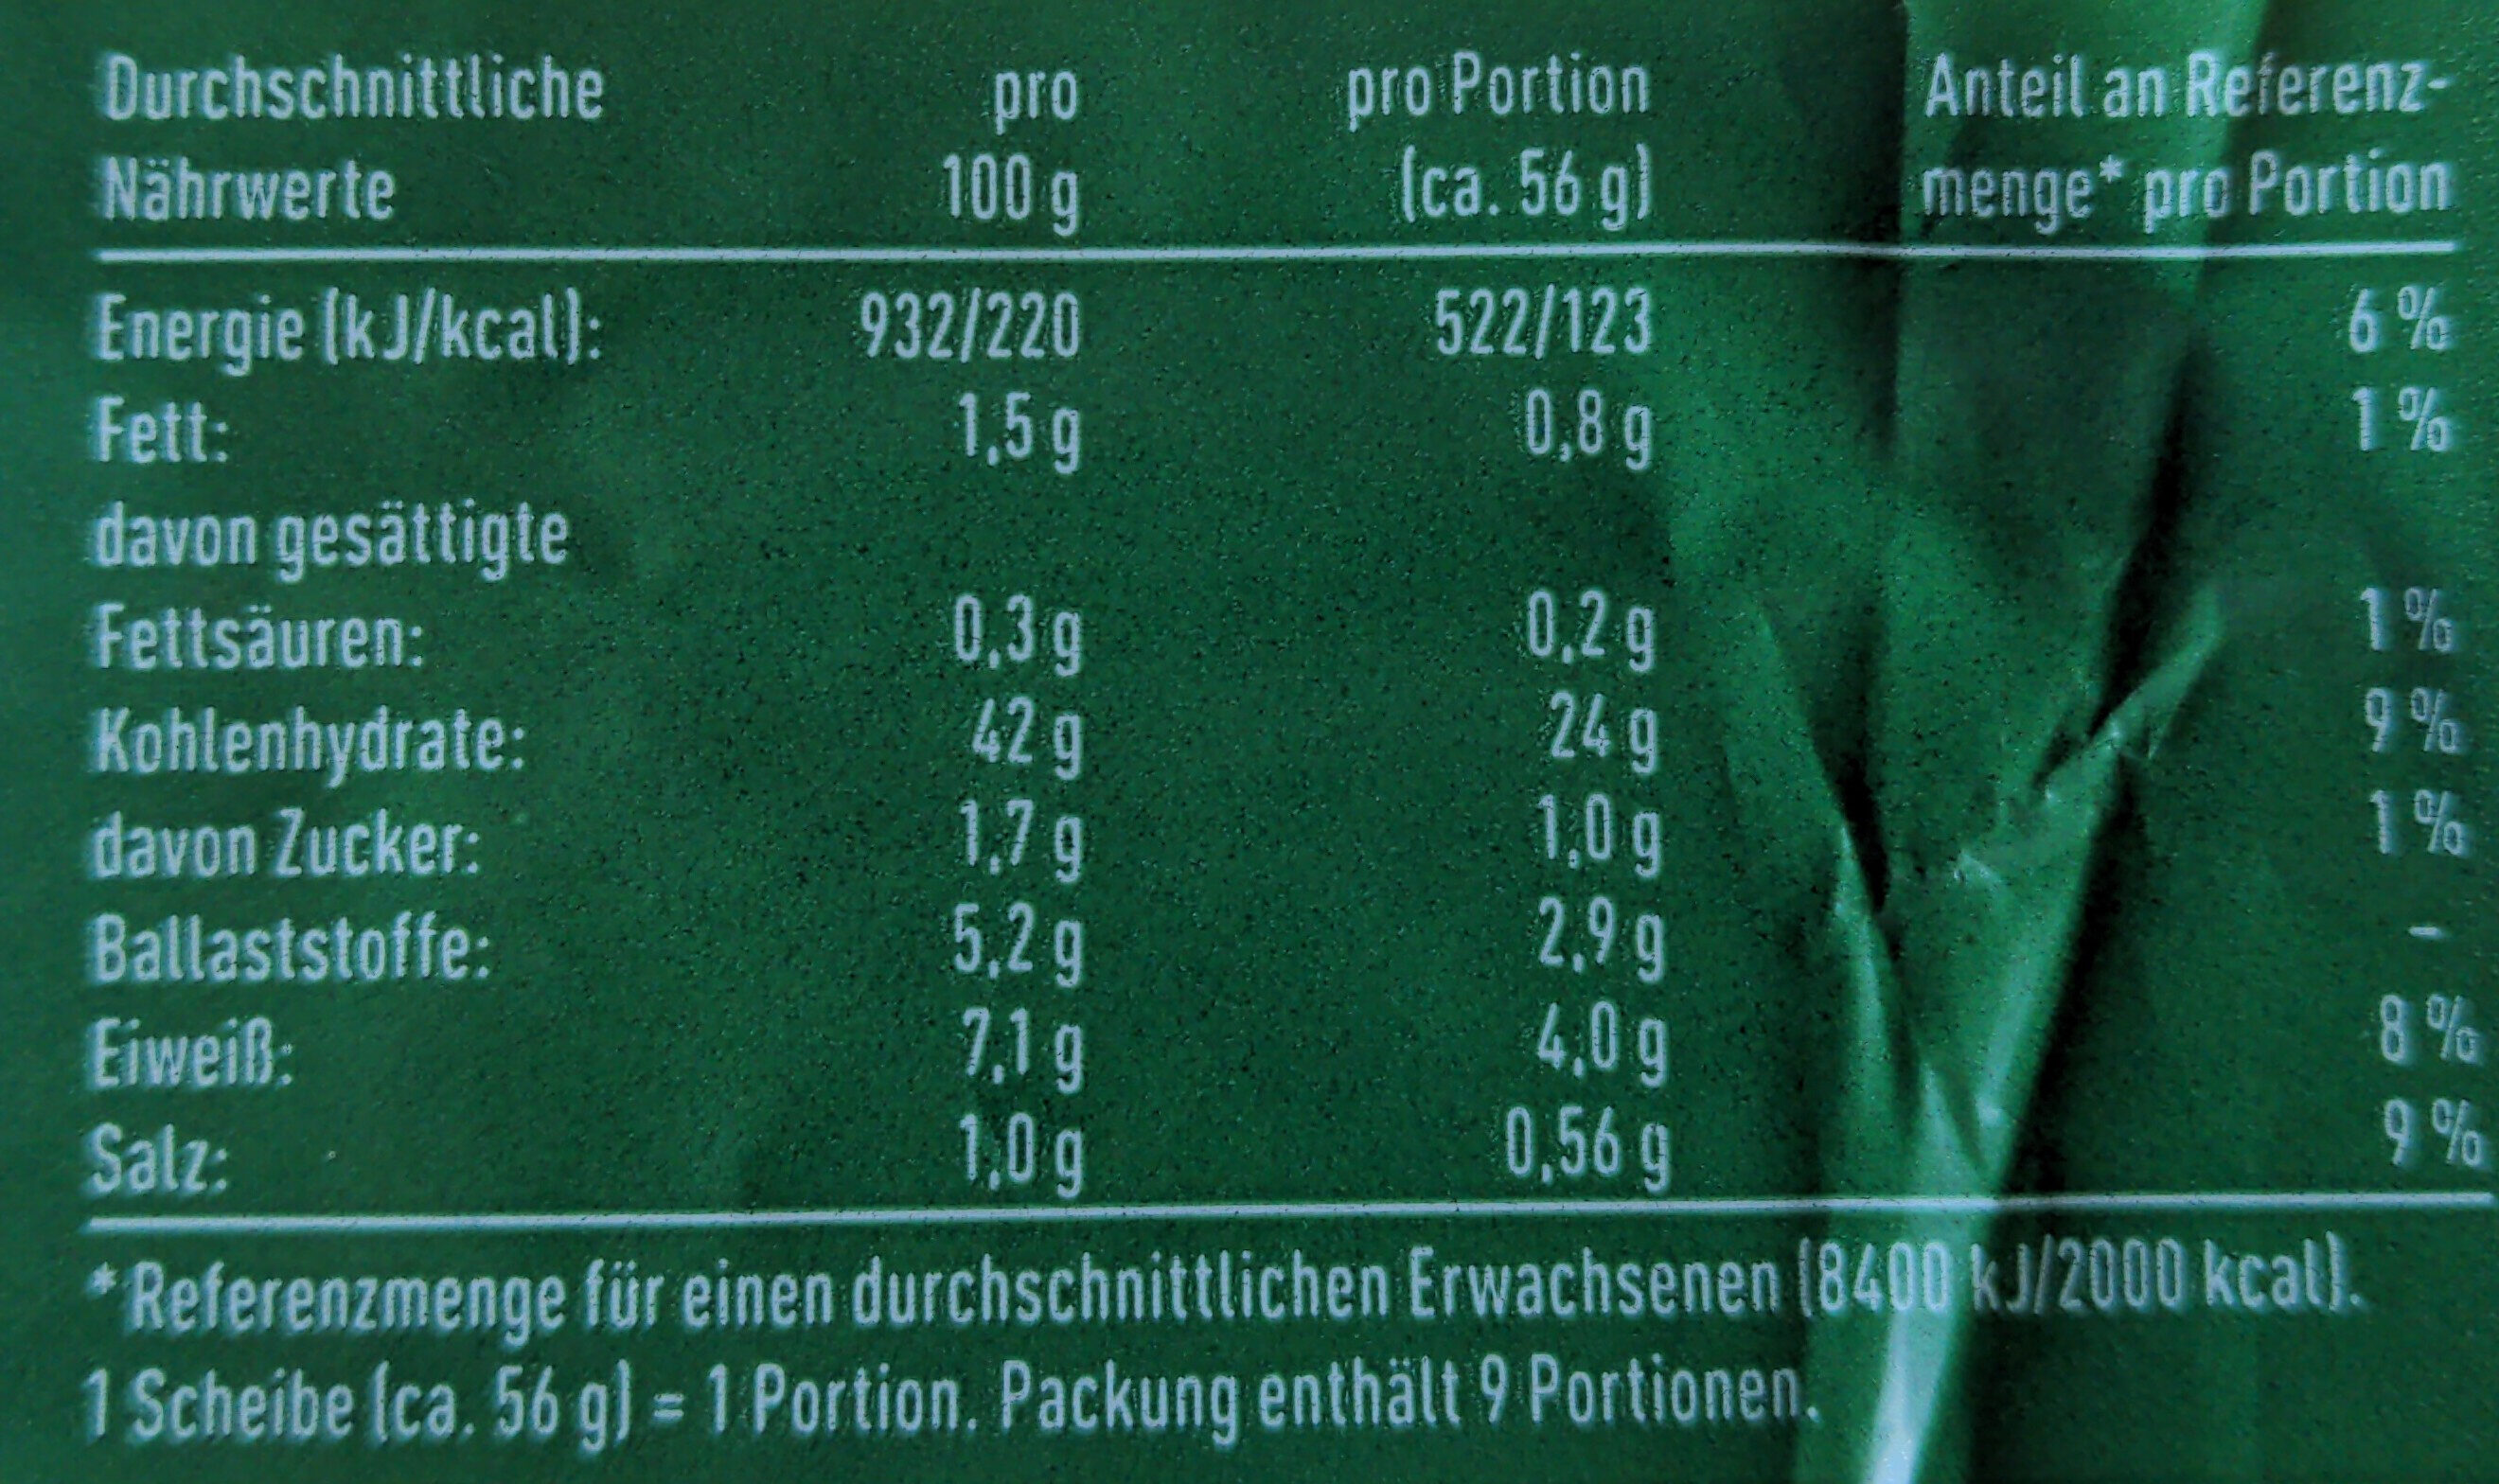 Durchschnittliche pro pro Portion Anteil an Referenz-
Nährwerte 100 g (ca. 56 g) menge* pro Portion
Energie (kJ/kcal): 932/220 522/123 6 %
Fett: 1,5 g 0,8 g 1 %
davon gesättigte
Fettsäuren: 0,3 g 0,2 g 1 %
Kohlenhydrate: 42 g 24 g 9 %
davon Zucker: 1,7 g 1,0 g 1 %
Ballaststoffe: 5,2 g 2,9 g –
Eiweiß: 7,1 g 4,0 g 8 %
Salz: 1,0 g 0,56 g 9 %
* Referenzmenge für einen durchschnittlichen Erwachsenen (8400 kJ/2000 kcal).
1 Scheibe (ca. 56 g) = 1 Portion. Packung enthält 9 Portionen.